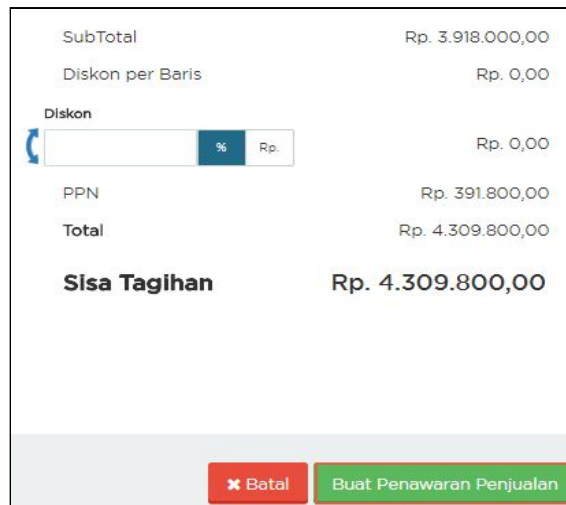 SubTotal Rp. 3.918.000,00
Diskon per Baris Rp. 0,00
Diskon
% Rp. Rp. 0,00
PPN Rp. 391.800,00
Total Rp. 4.309.800,00
Sisa Tagihan Rp. 4.309.800,00
Batal Buat Penawaran Penjualan